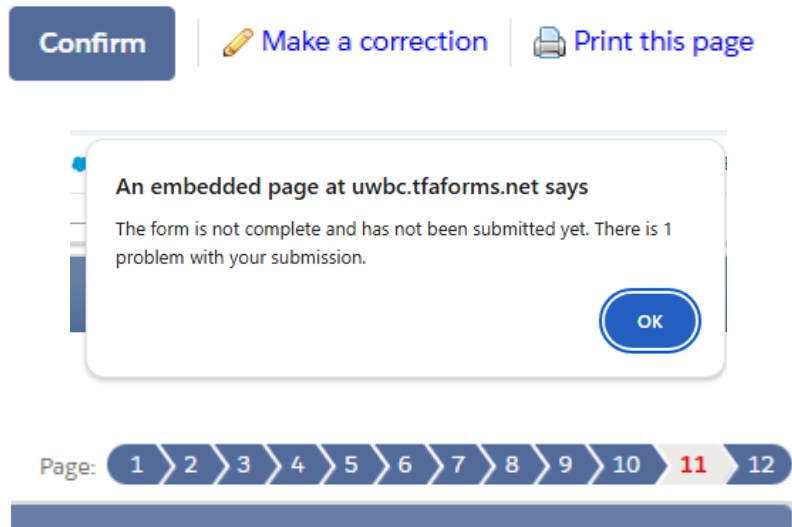 Confirm Make a correction Print this page
An embedded page at uwbc.tfaforms.net says
The form is not complete and has not been submitted yet. There is 1
problem with your submission.
OK
Page: 1 2 3 4 5 6 7 8 9 10 11 12